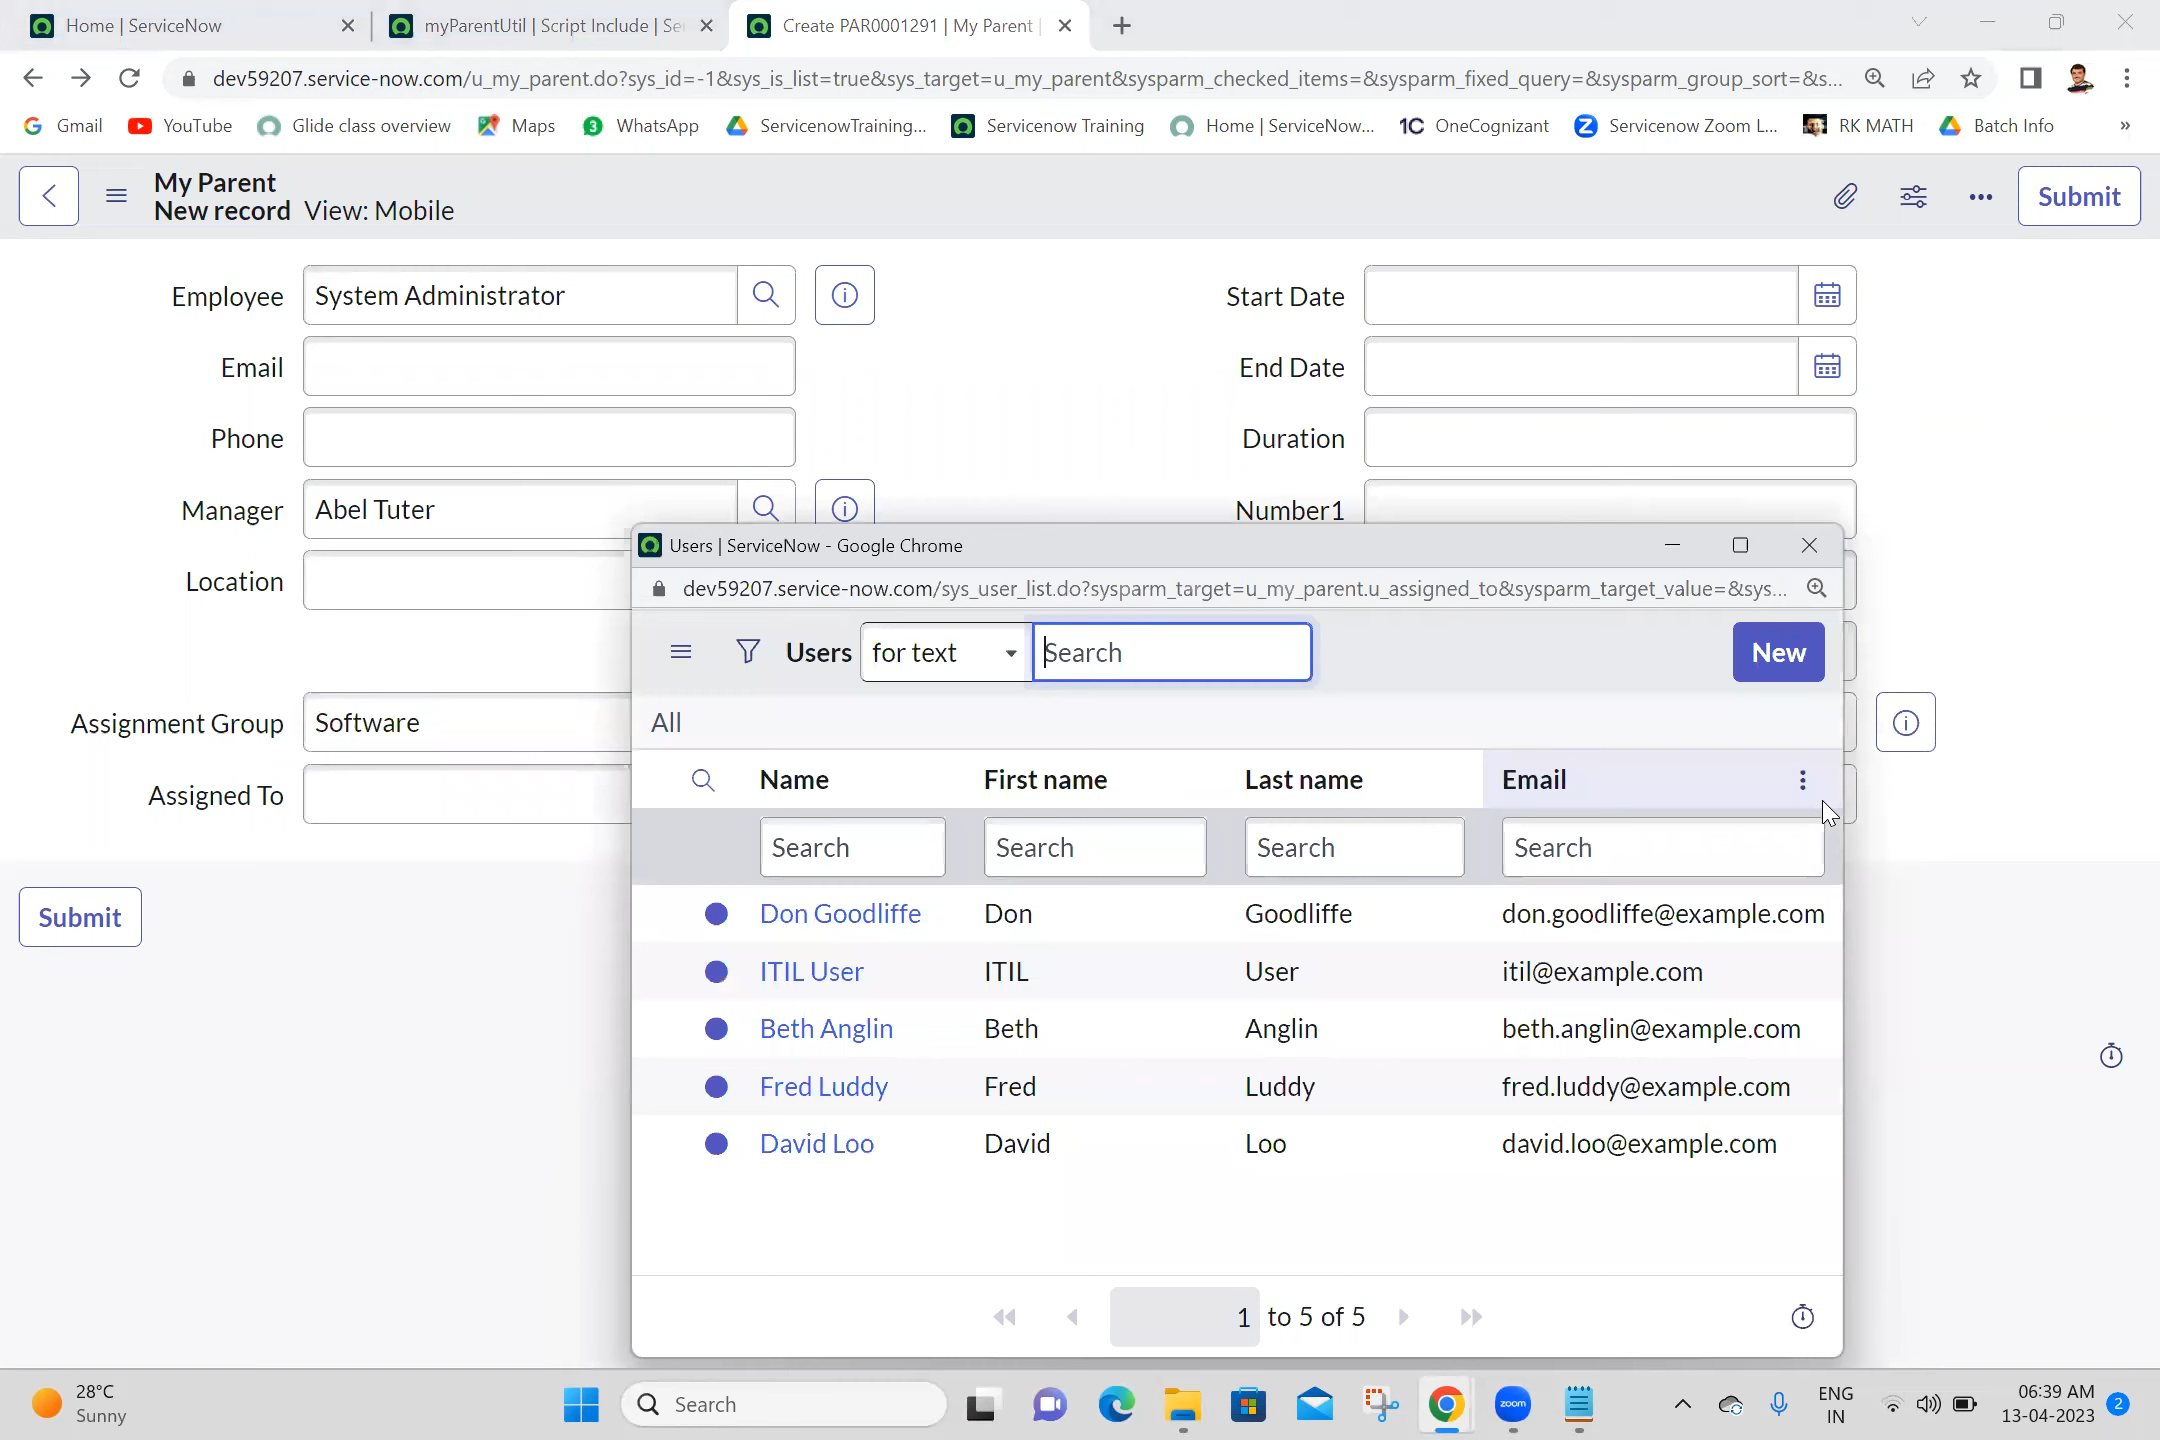 Home | ServiceNow
myParentUtil | Script Include | Se
Create PAR0001291 | My Parent |
dev59207.service-now.com/u_my_parent.do?sys_id=-1&sys_is_list=true&sys_target=u_my_parent&sysparm_checked_items=&sysparm_fixed_query=&sysparm_group_sort=&s...
Gmail
YouTube
Glide class overview
Maps
3
WhatsApp
ServicenowTraining...
Servicenow Training
Home | ServiceNow...
1C OneCognizant
Z Servicenow Zoom L...
RK MATH
Batch Info
»
My Parent
New record View: Mobile
Submit
Employee
System Administrator
Start Date
Email
End Date
Phone
Duration
Manager
Abel Tuter
Number1
Location
Assignment Group
Software
Assigned To
Submit
Users | ServiceNow - Google Chrome
dev59207.service-now.com/sys_user_list.do?sysparm_target=u_my_parent.u_assigned_to&sysparm_target_value=&sys...
Users
for text
Search
New
All
Name First name Last name Email
Search Search Search Search
Don Goodliffe Don Goodliffe don.goodliffe@example.com
ITIL User ITIL User itil@example.com
Beth Anglin Beth Anglin beth.anglin@example.com
Fred Luddy Fred Luddy fred.luddy@example.com
David Loo David Loo david.loo@example.com
1 to 5 of 5
28°C
Sunny
Search
zoom
ENG
IN
06:39 AM
13-04-2023
2